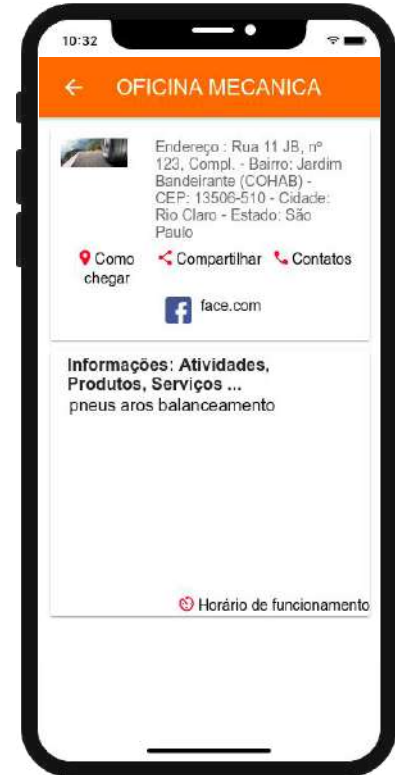 10:32
OFICINA MECANICA
Endereço : Rua 11 JB, nº
123, Compl. - Bairro: Jardim
Bandeirante (COHAB) -
CEP: 13506-510 - Cidade:
Rio Claro - Estado: São
Paulo
Como chegar
Compartilhar
Contatos
face.com
Informações: Atividades,
Produtos, Serviços ...
pneus aros balanceamento
Horário de funcionamento